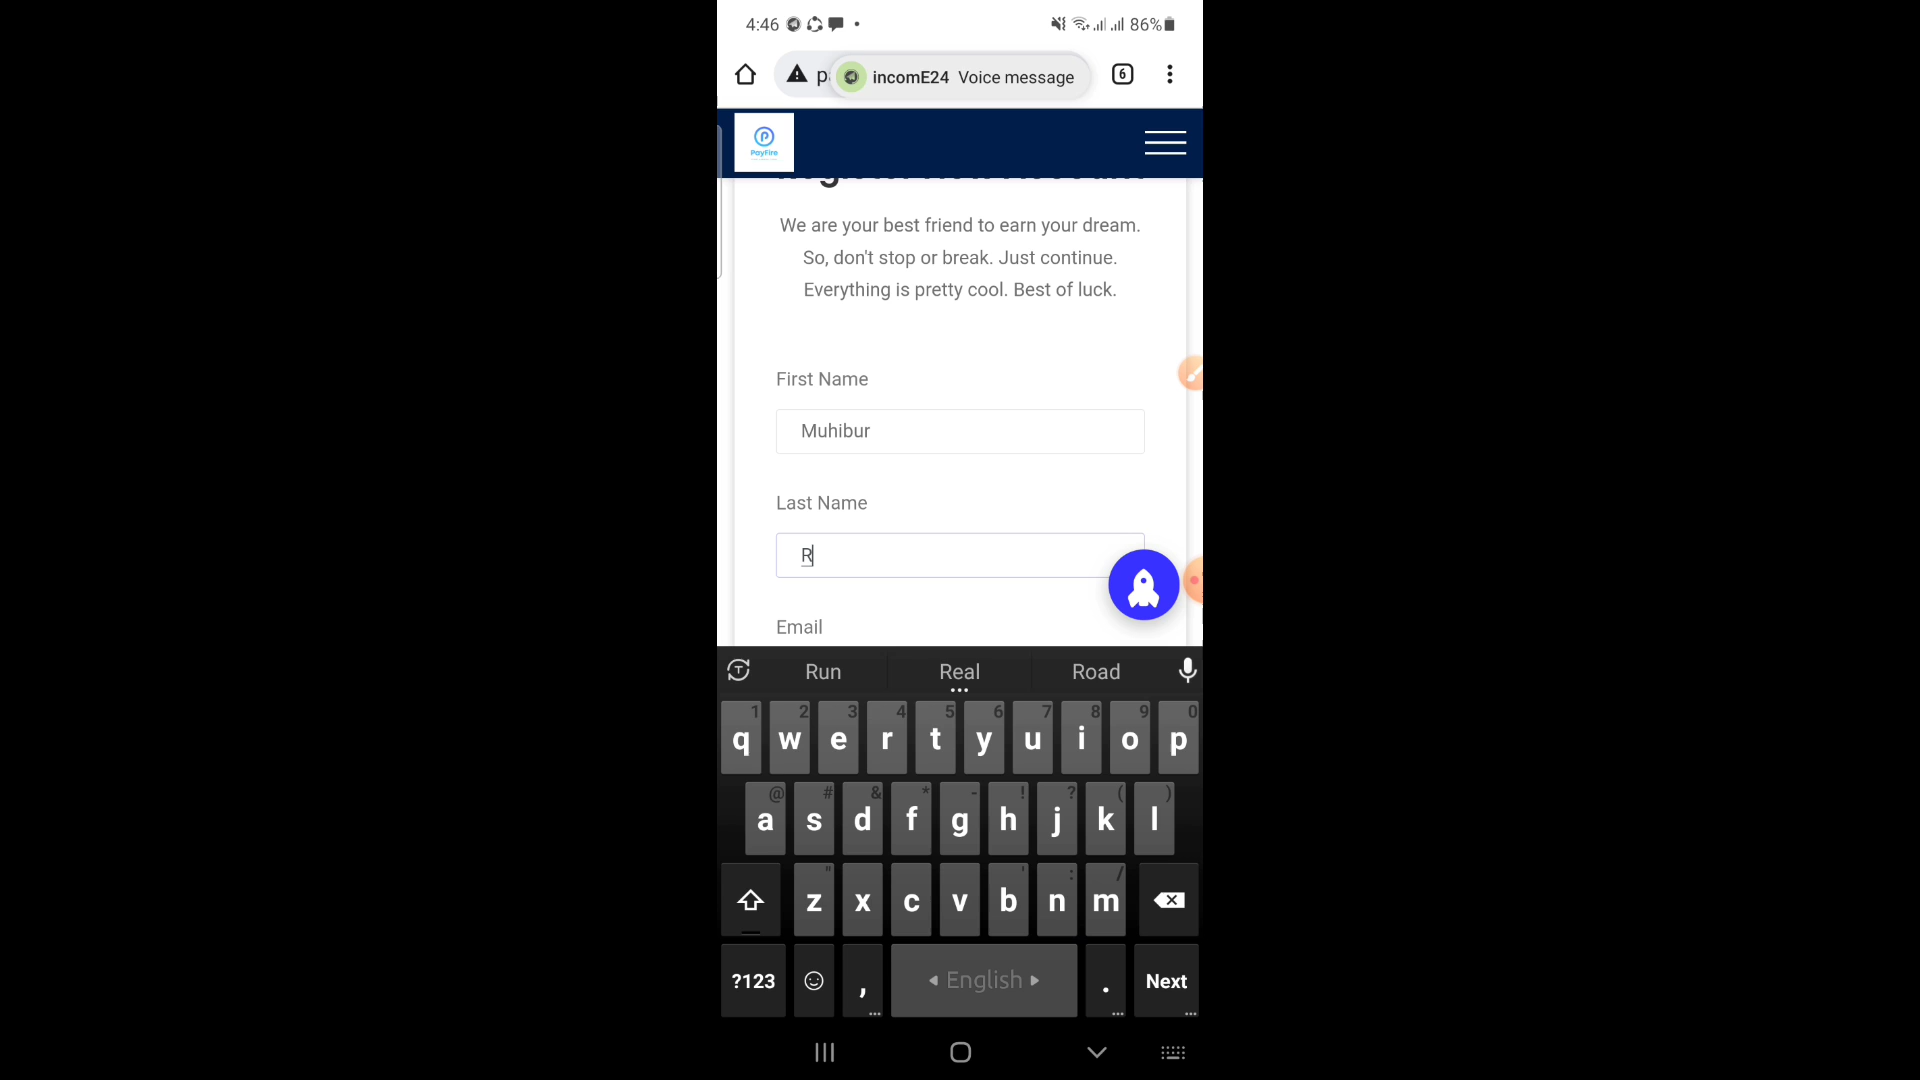 4:46
86%
incomE24 Voice message
6
PayFire
We are your best friend to earn your dream.
So, don't stop or break. Just continue.
Everything is pretty cool. Best of luck.
First Name
Muhibur
Last Name
R
Email
Run Real Road
1 2 3 4 5 6 7 8 9 0
q w e r t y u i o p
@ # & * - ! ? ( )
a s d f g h j k l
" ' : /
z x c v b n m
?123 , English . Next